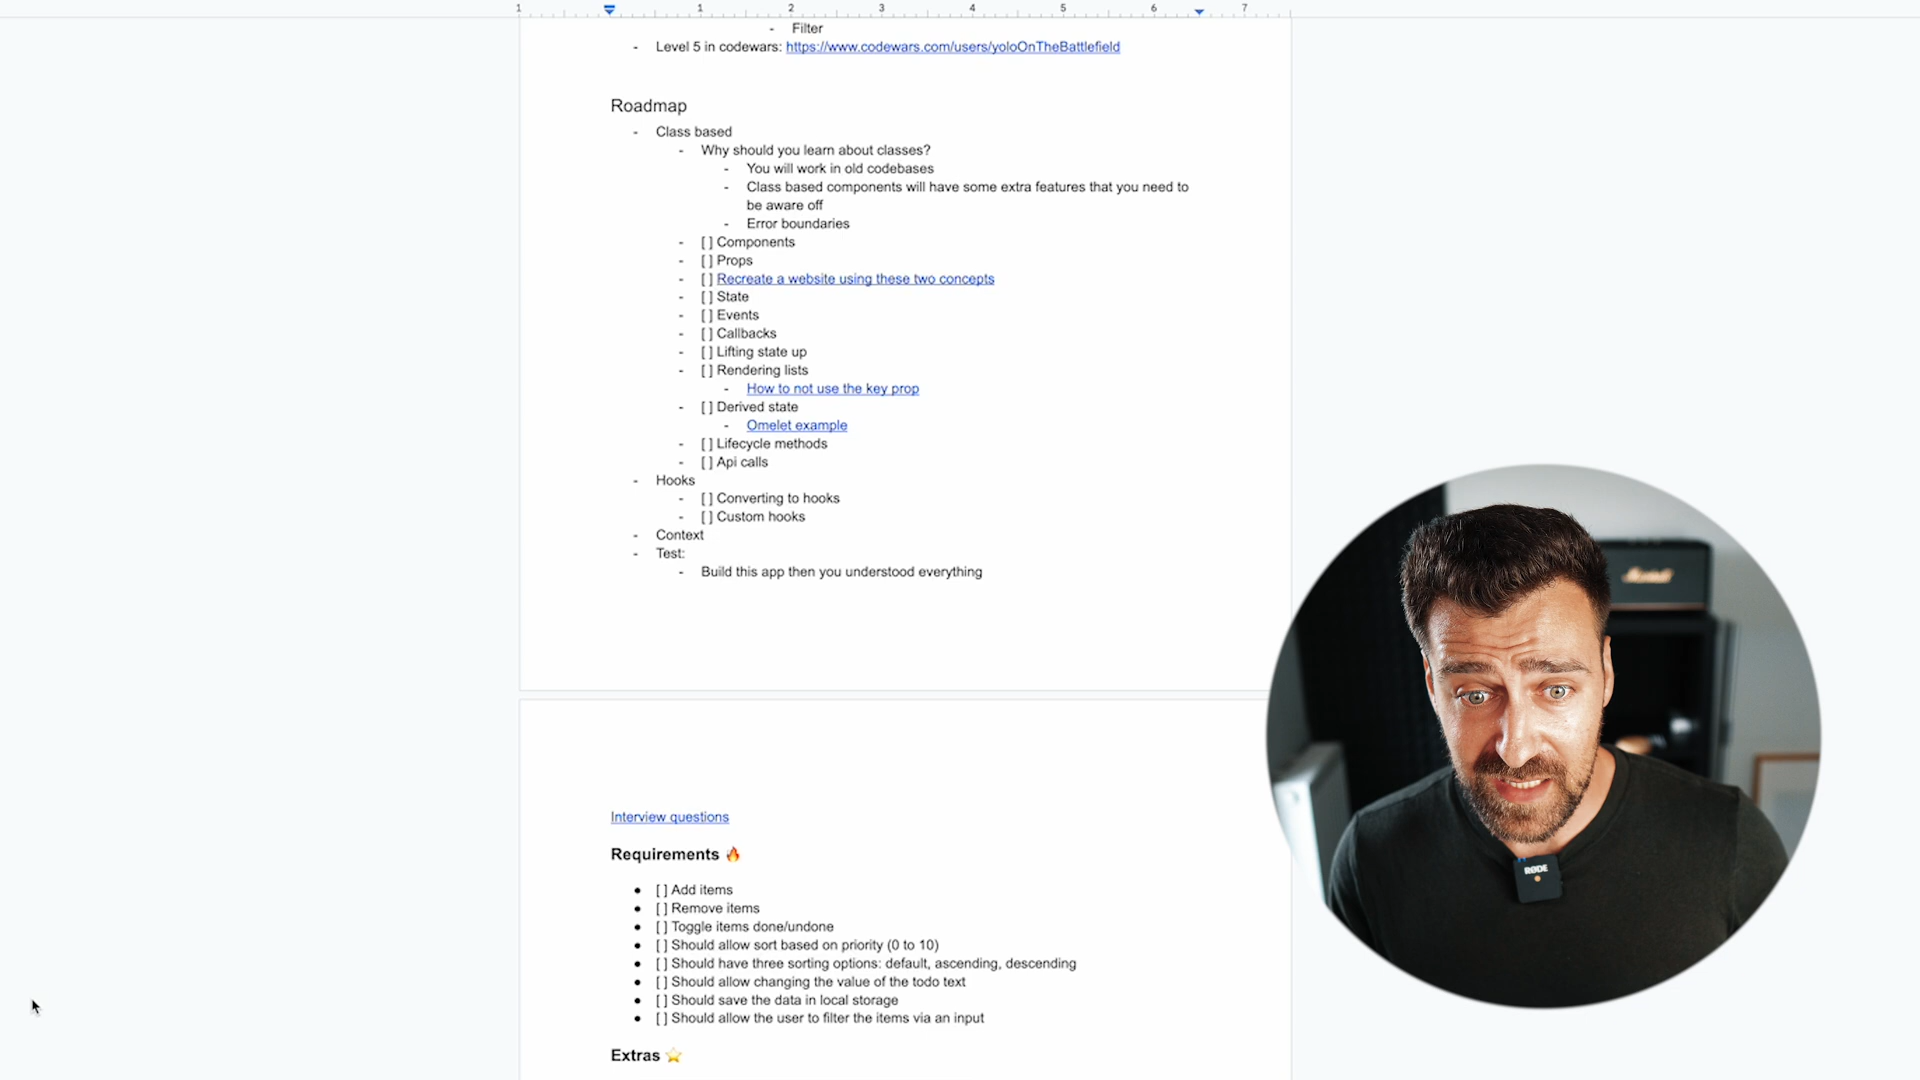 1 1 2 3 4 5 6 7
- Filter
- Level 5 in codewars: https://www.codewars.com/users/yoloOnTheBattlefield
Roadmap
- Class based
- Why should you learn about classes?
- You will work in old codebases
- Class based components will have some extra features that you need to
be aware off
- Error boundaries
- [ ] Components
- [ ] Props
- [ ] Recreate a website using these two concepts
- [ ] State
- [ ] Events
- [ ] Callbacks
- [ ] Lifting state up
- [ ] Rendering lists
- How to not use the key prop
- [ ] Derived state
- Omelet example
- [ ] Lifecycle methods
- [ ] Api calls
- Hooks
- [ ] Converting to hooks
- [ ] Custom hooks
- Context
- Test:
- Build this app then you understood everything
Marshall
RØDE
Interview questions
Requirements 🔥
● [ ] Add items
● [ ] Remove items
● [ ] Toggle items done/undone
● [ ] Should allow sort based on priority (0 to 10)
● [ ] Should have three sorting options: default, ascending, descending
● [ ] Should allow changing the value of the todo text
● [ ] Should save the data in local storage
● [ ] Should allow the user to filter the items via an input
Extras ⭐